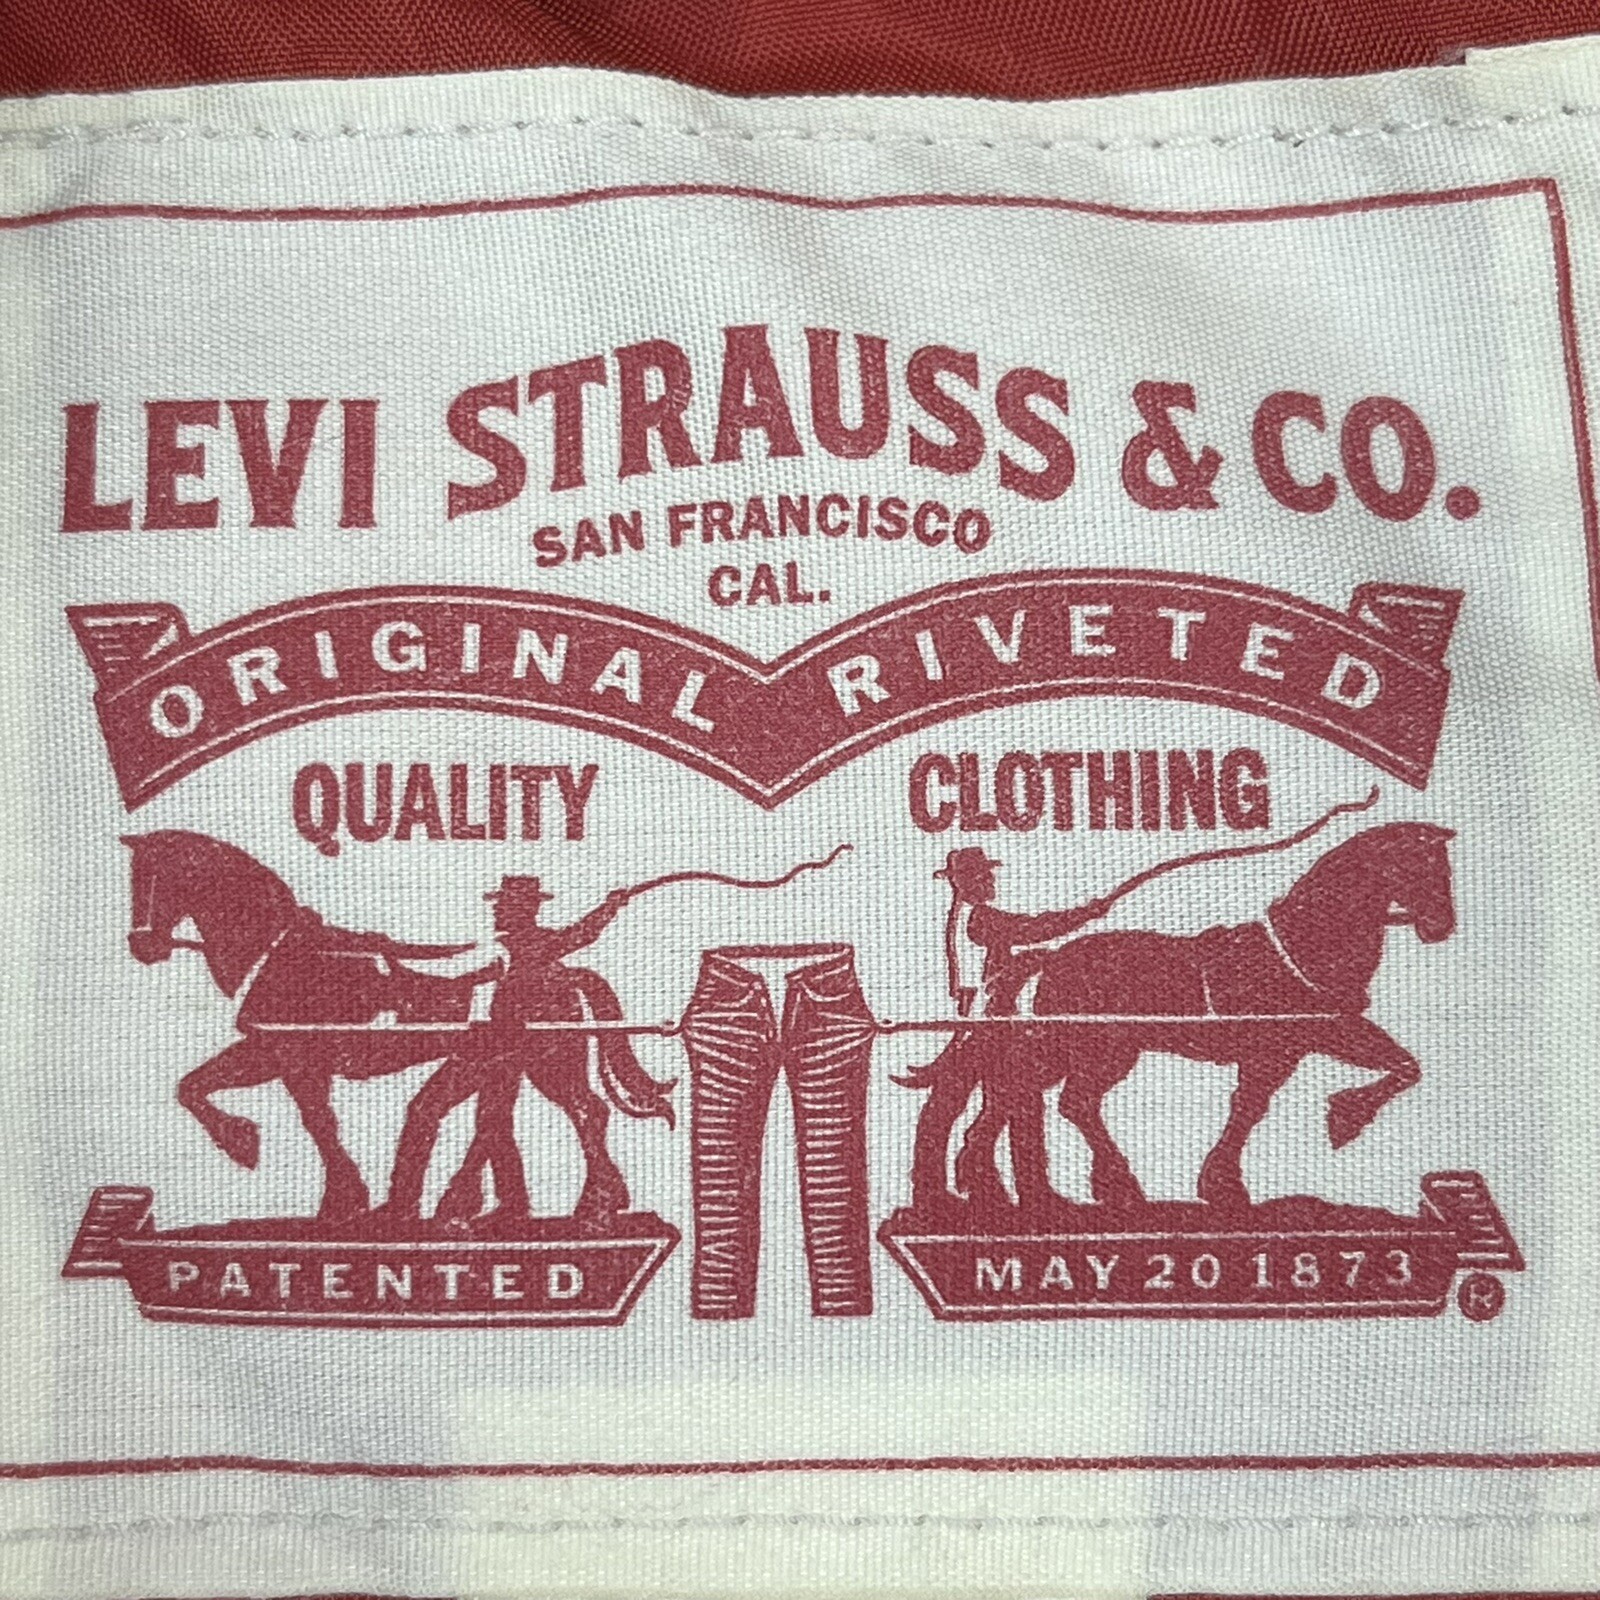 LEVI STRAUSS & CO.
SAN FRANCISCO
CAL.
ORIGINAL RIVETED
QUALITY CLOTHING
PATENTED MAY 20 1873 ®